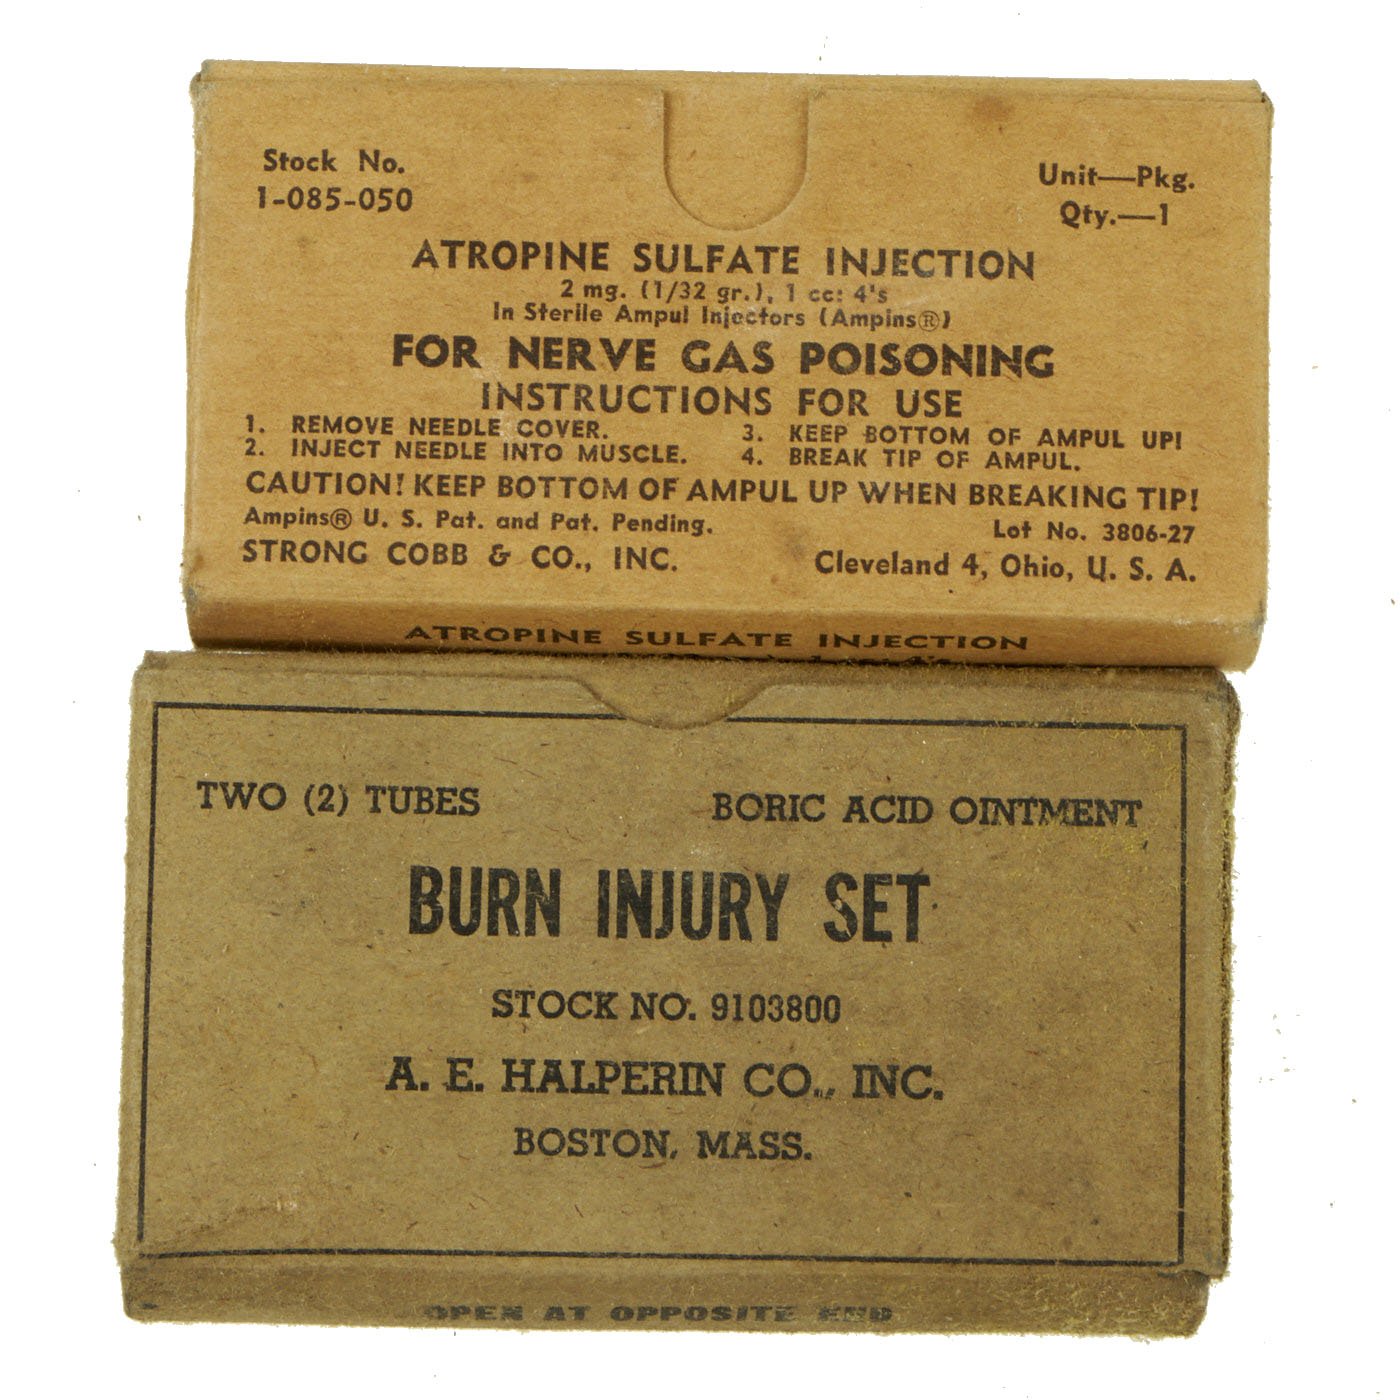 Stock No.
1-085-050
Unit—Pkg.
Qty.—1
ATROPINE SULFATE INJECTION
2 mg. (1/32 gr.), 1 cc: 4's
In Sterile Ampul Injectors (Ampins®)
FOR NERVE GAS POISONING
INSTRUCTIONS FOR USE
1. REMOVE NEEDLE COVER.
2. INJECT NEEDLE INTO MUSCLE.
3. KEEP BOTTOM OF AMPUL UP!
4. BREAK TIP OF AMPUL.
CAUTION! KEEP BOTTOM OF AMPUL UP WHEN BREAKING TIP!
Ampins® U. S. Pat. and Pat. Pending.
Lot No. 3806-27
STRONG COBB & CO., INC.
Cleveland 4, Ohio, U. S. A.
ATROPINE SULFATE INJECTION
TWO (2) TUBES
BORIC ACID OINTMENT
BURN INJURY SET
STOCK NO. 9103800
A. E. HALPERIN CO., INC.
BOSTON, MASS.
OPEN AT OPPOSITE END